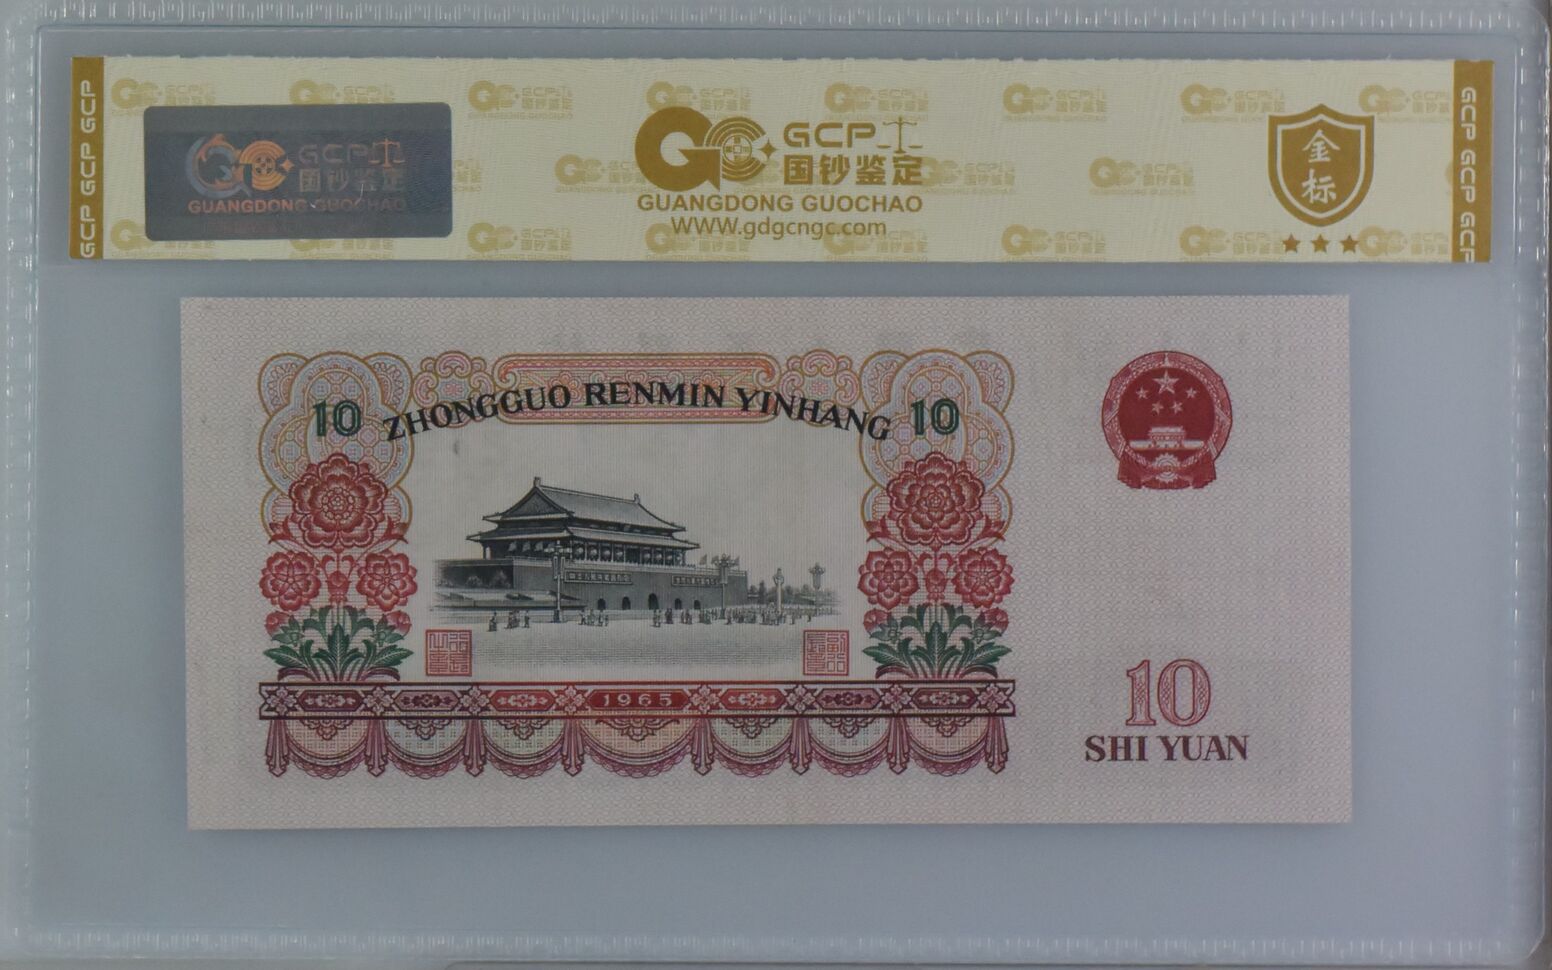 GCP GCP GCP
GCP
国钞鉴定
GUANGDONG GUOCHAO
GCP
国钞鉴定
GUANGDONG GUOCHAO
WWW.gdgcngc.com
金
标
GCP GCP GCP
10 ZHONGGUO RENMIN YINHANG 10
1965
10
SHI YUAN